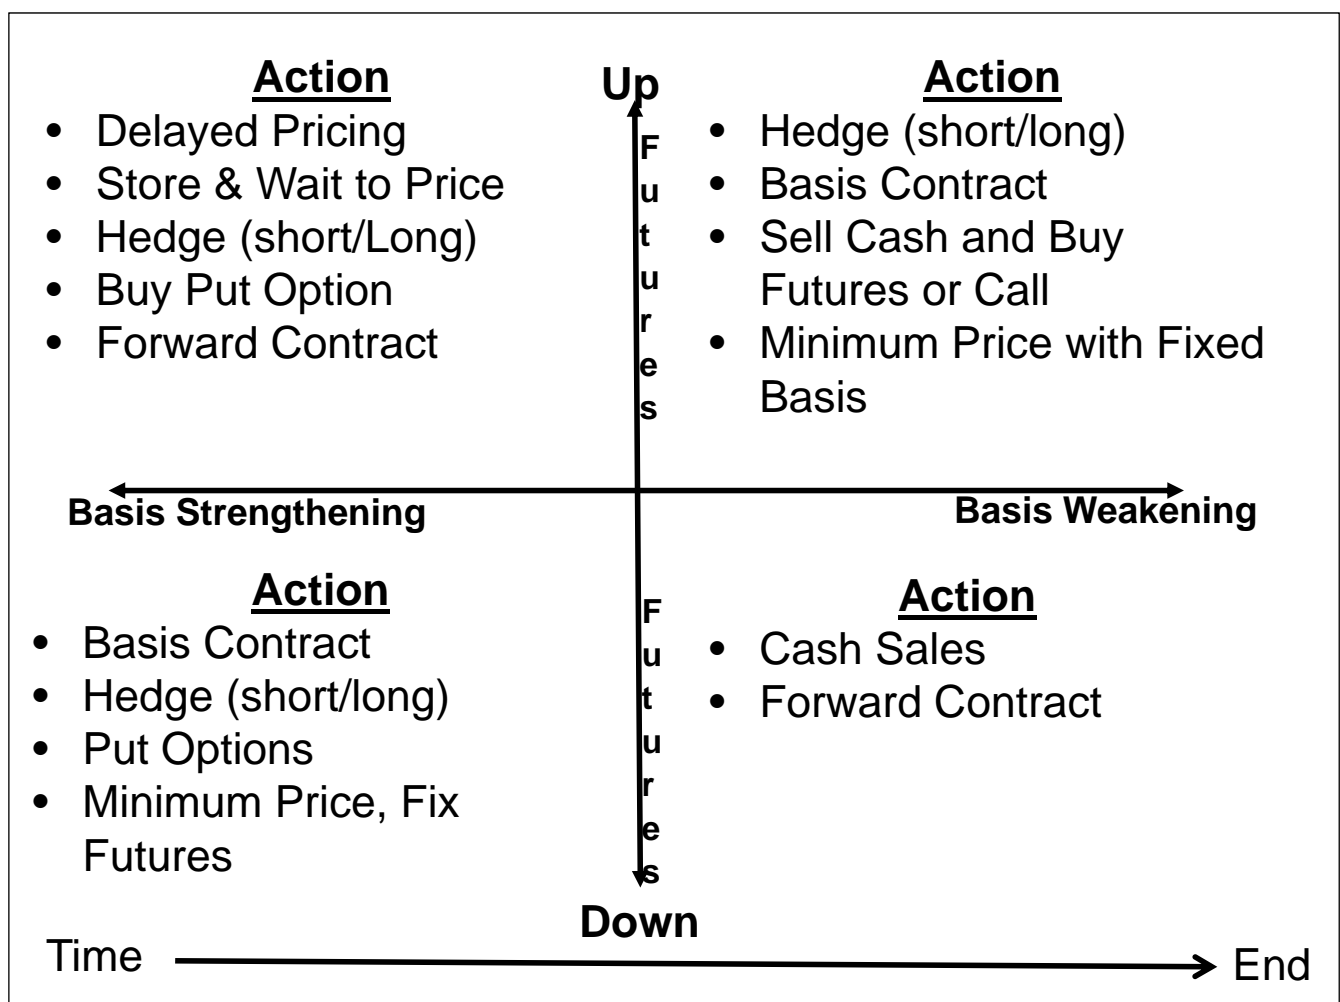 Action
• Delayed Pricing
• Store & Wait to Price
• Hedge (short/Long)
• Buy Put Option
• Forward Contract
Up
Futures
Action
• Hedge (short/long)
• Basis Contract
• Sell Cash and Buy
Futures or Call
• Minimum Price with Fixed
Basis
Basis Strengthening
Basis Weakening
Action
• Basis Contract
• Hedge (short/long)
• Put Options
• Minimum Price, Fix
Futures
Futures
Down
Action
• Cash Sales
• Forward Contract
Time
End